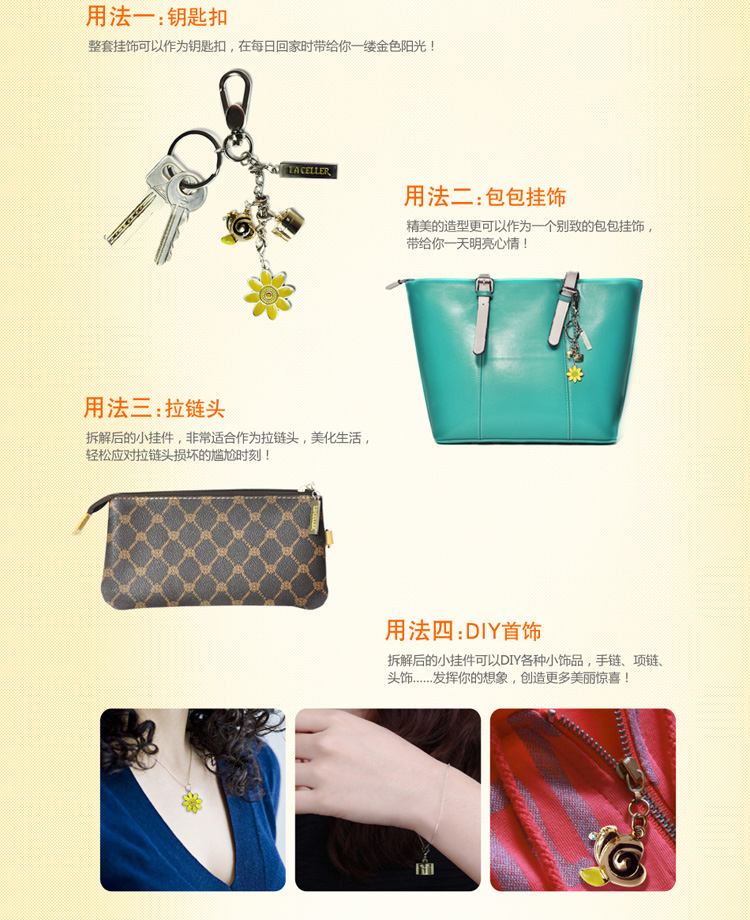 用法一:钥匙扣
整套挂饰可以作为钥匙扣，在每日回家时带给你一缕金色阳光！
LACELLER
用法二:包包挂饰
精美的造型更可以作为一个别致的包包挂饰，
带给你一天明亮心情！
用法三:拉链头
拆解后的小挂件，非常适合作为拉链头，美化生活，
轻松应对拉链头损坏的尴尬时刻！
用法四:DIY首饰
拆解后的小挂件可以DIY各种小饰品，手链、项链、
头饰......发挥你的想象，创造更多美丽惊喜！